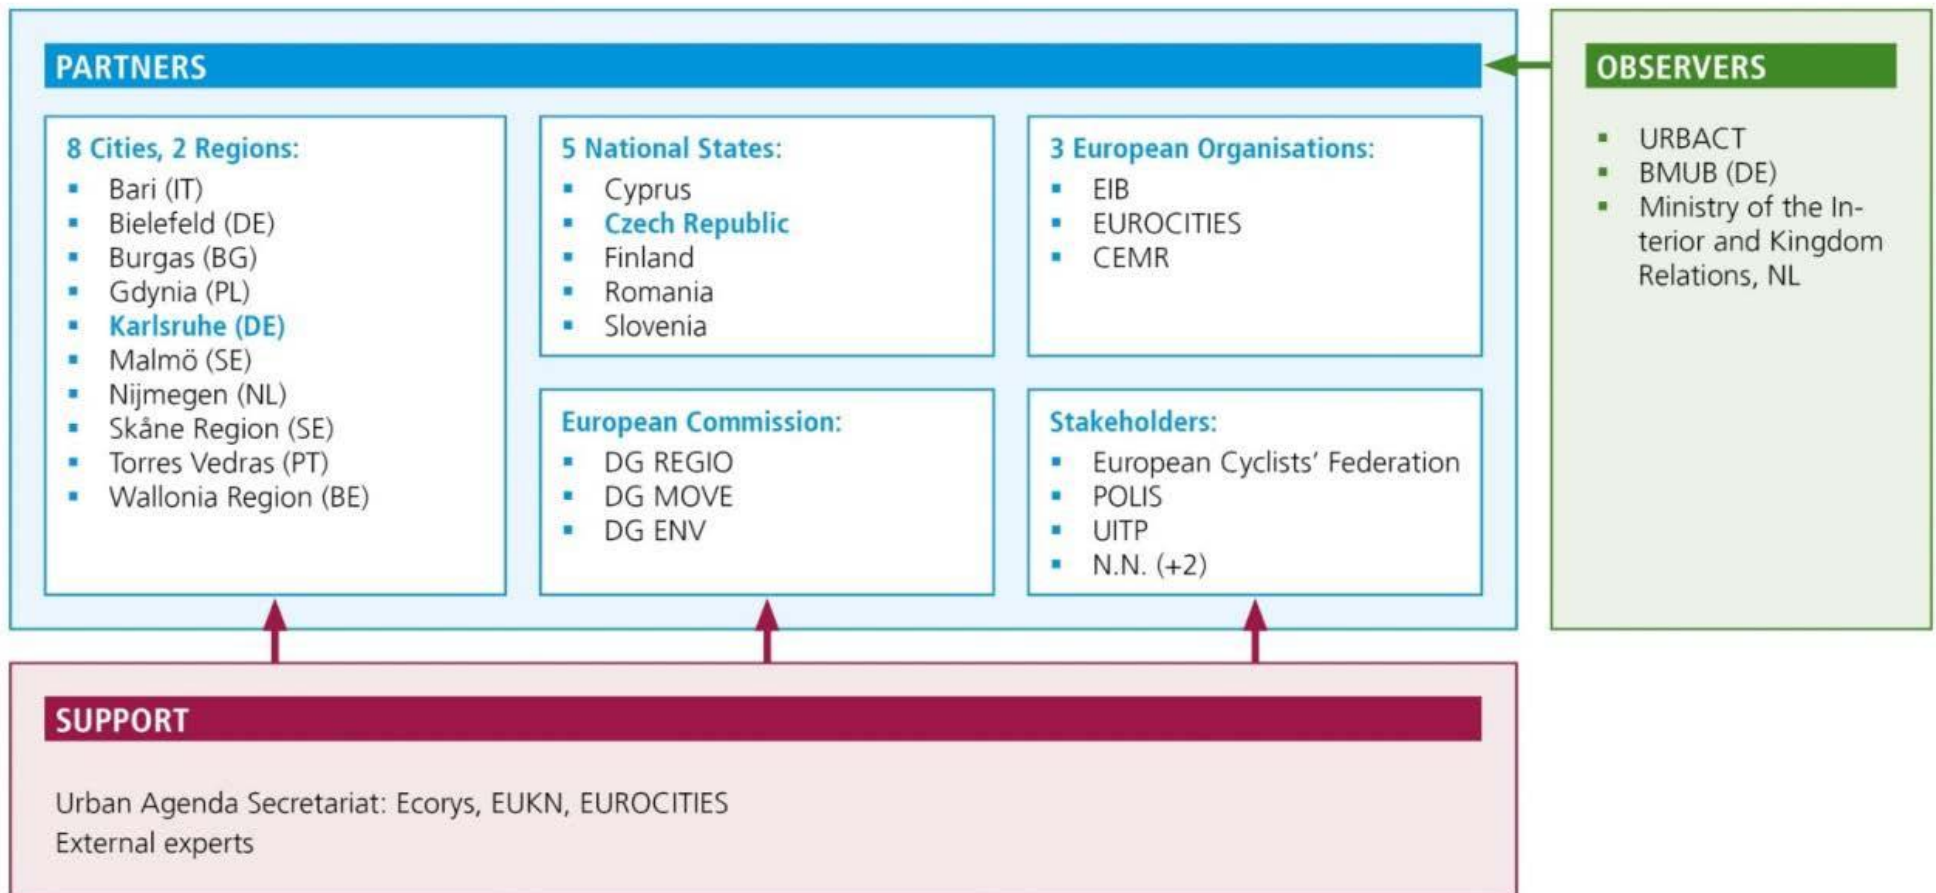 PARTNERS
8 Cities, 2 Regions:
Bari (IT)
Bielefeld (DE)
Burgas (BG)
Gdynia (PL)
Karlsruhe (DE)
Malmö (SE)
Nijmegen (NL)
Skåne Region (SE)
Torres Vedras (PT)
Wallonia Region (BE)
5 National States:
Cyprus
Czech Republic
Finland
Romania
Slovenia
3 European Organisations:
EIB
EUROCITIES
CEMR
European Commission:
DG REGIO
DG MOVE
DG ENV
Stakeholders:
European Cyclists’ Federation
POLIS
UITP
N.N. (+2)
OBSERVERS
URBACT
BMUB (DE)
Ministry of the In-
terior and Kingdom
Relations, NL
SUPPORT
Urban Agenda Secretariat: Ecorys, EUKN, EUROCITIES
External experts